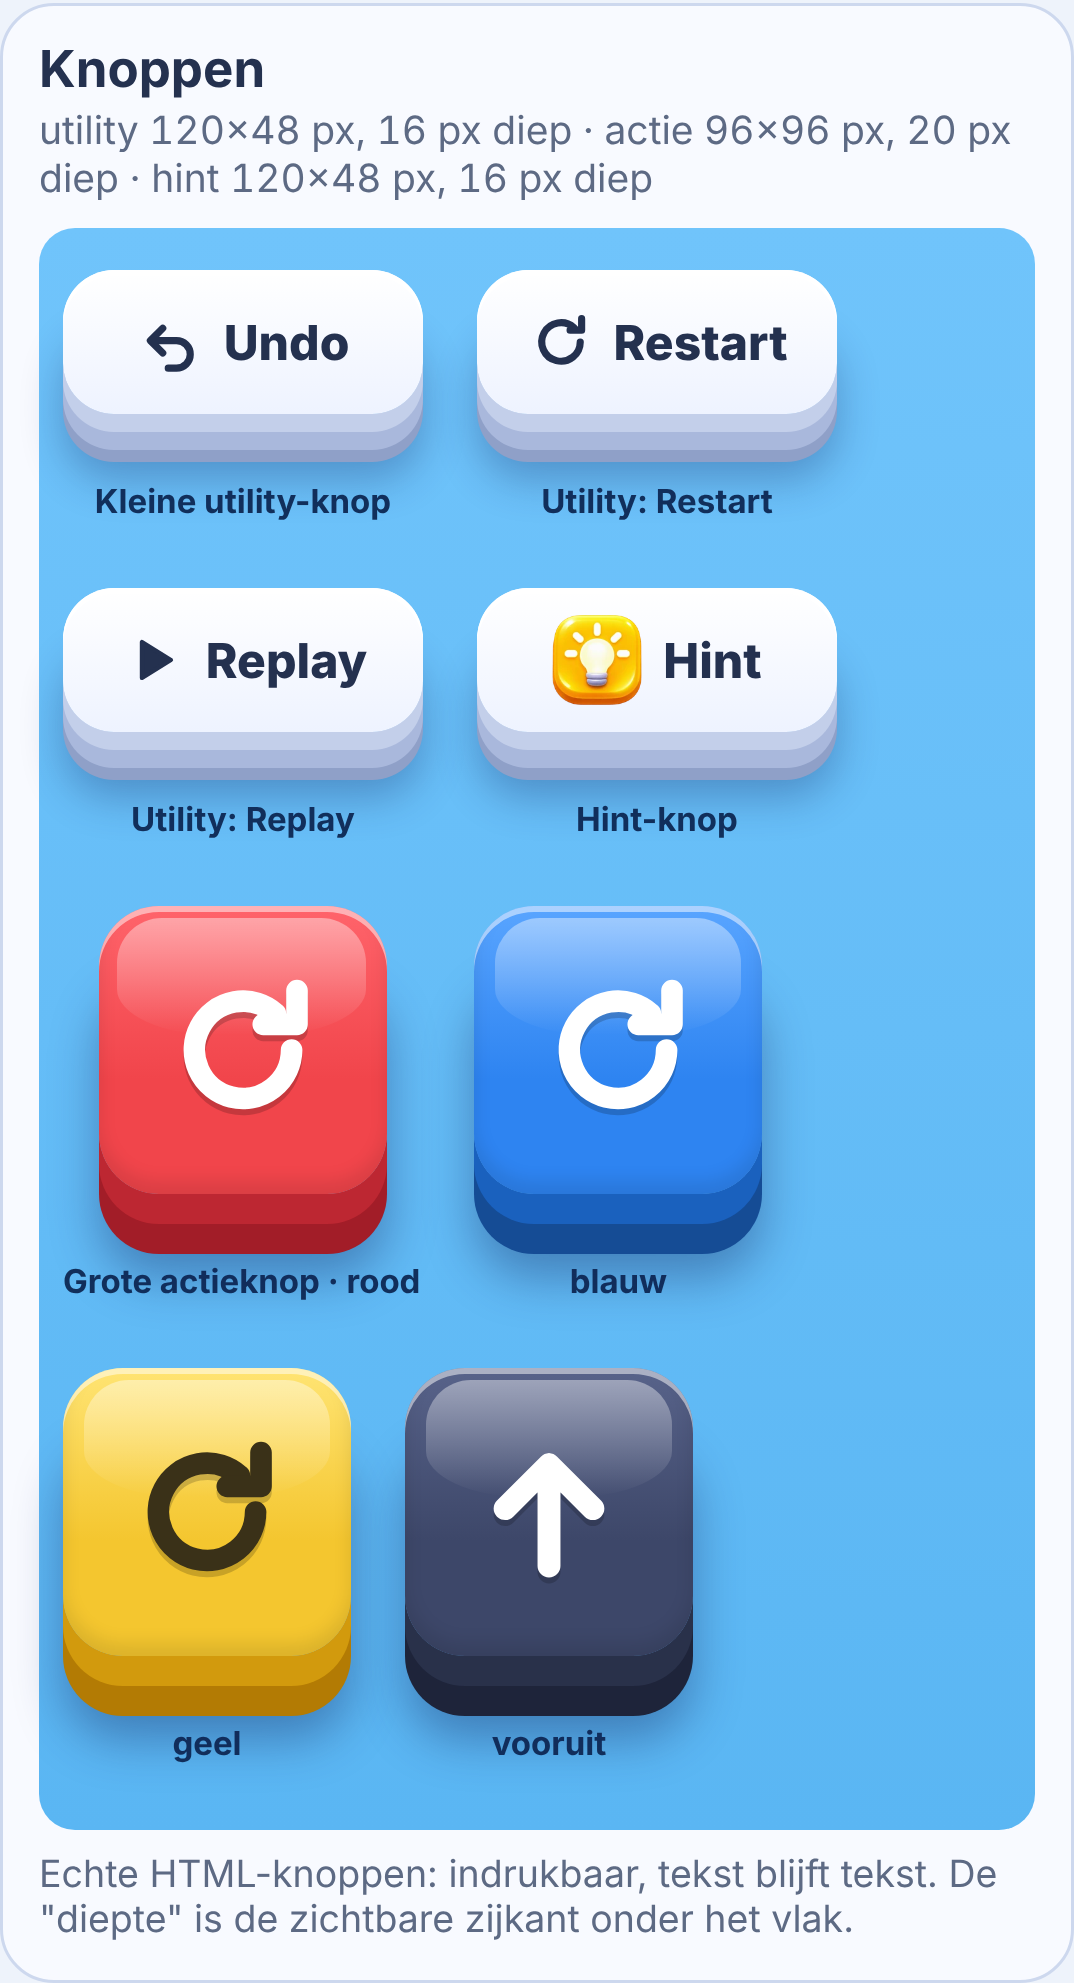 Knoppen
utility 120×48 px, 16 px diep · actie 96×96 px, 20 px
diep · hint 120×48 px, 16 px diep
Undo
Restart
Kleine utility-knop
Utility: Restart
Replay
Hint
Utility: Replay
Hint-knop
Grote actieknop · rood
blauw
geel
vooruit
Echte HTML-knoppen: indrukbaar, tekst blijft tekst. De
"diepte" is de zichtbare zijkant onder het vlak.